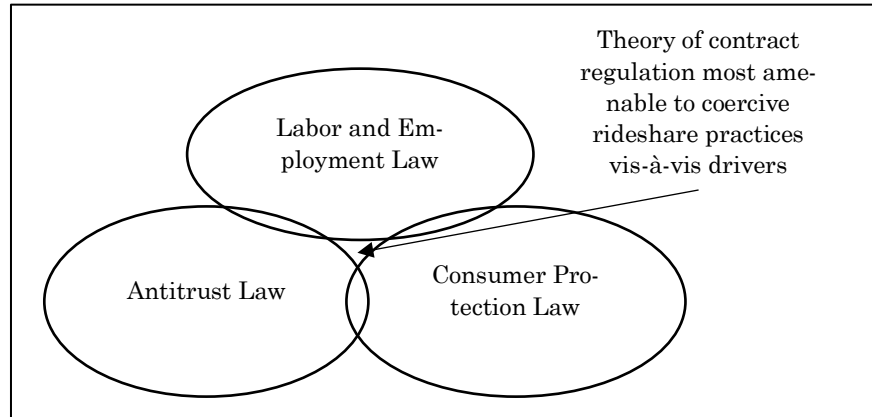 Theory of contract
regulation most ame-
nable to coercive
rideshare practices
vis-à-vis drivers
Labor and Em-
ployment Law
Antitrust Law
Consumer Pro-
tection Law